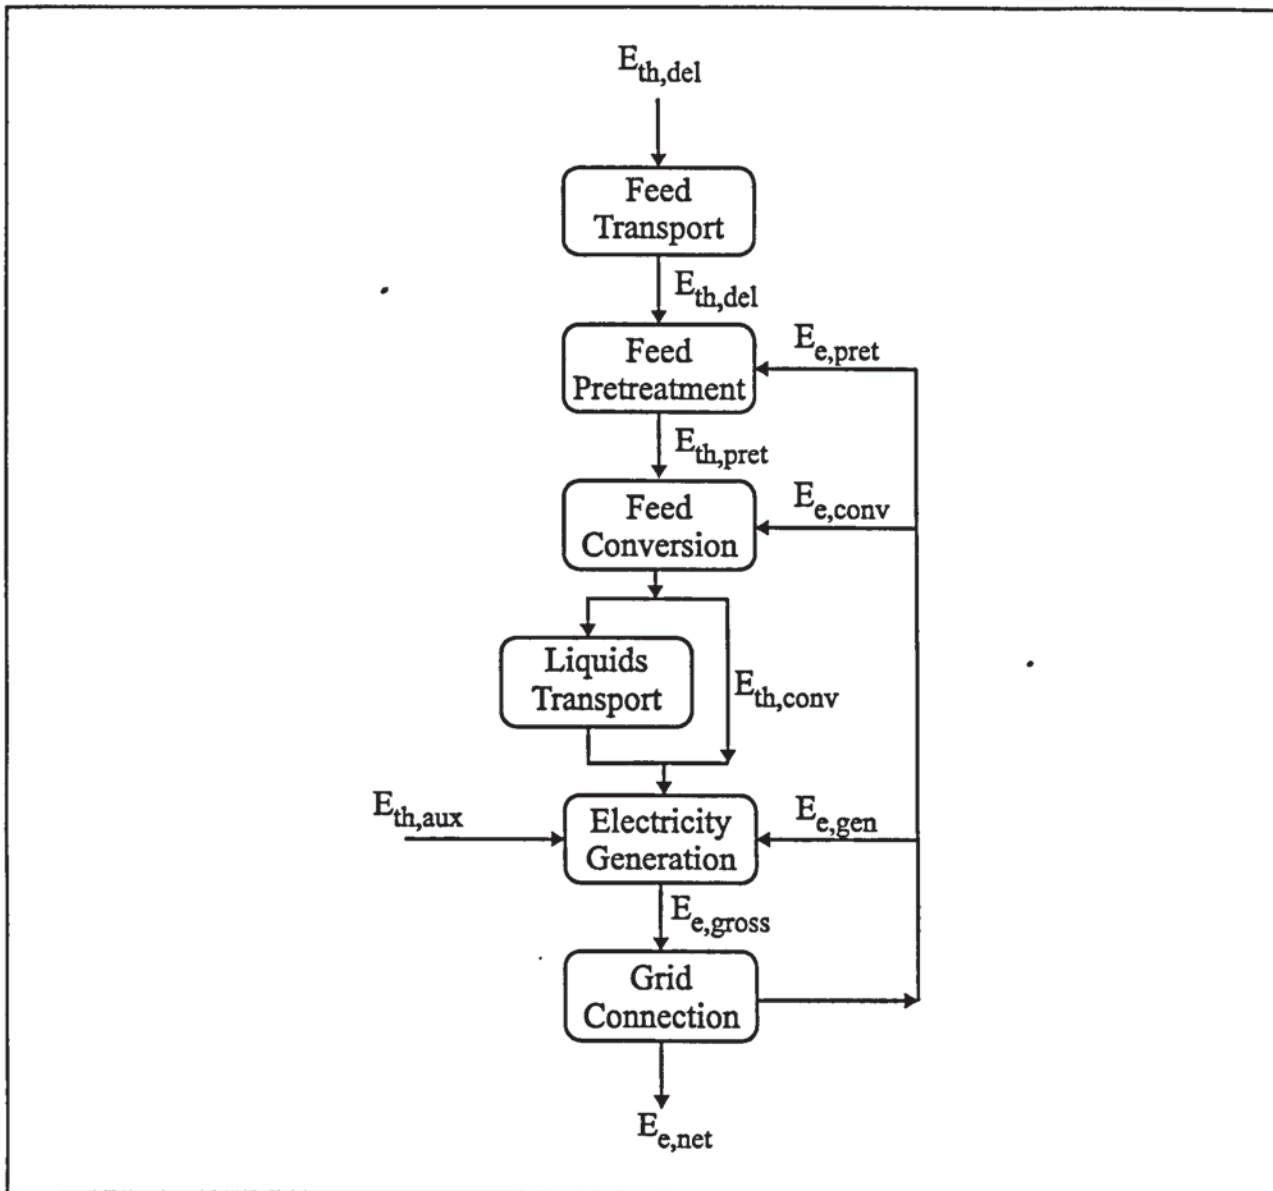 E_th,del
Feed
Transport
E_th,del
Feed
Pretreatment
E_e,pret
E_th,pret
Feed
Conversion
E_e,conv
Liquids
Transport
E_th,conv
E_th,aux
Electricity
Generation
E_e,gen
E_e,gross
Grid
Connection
E_e,net